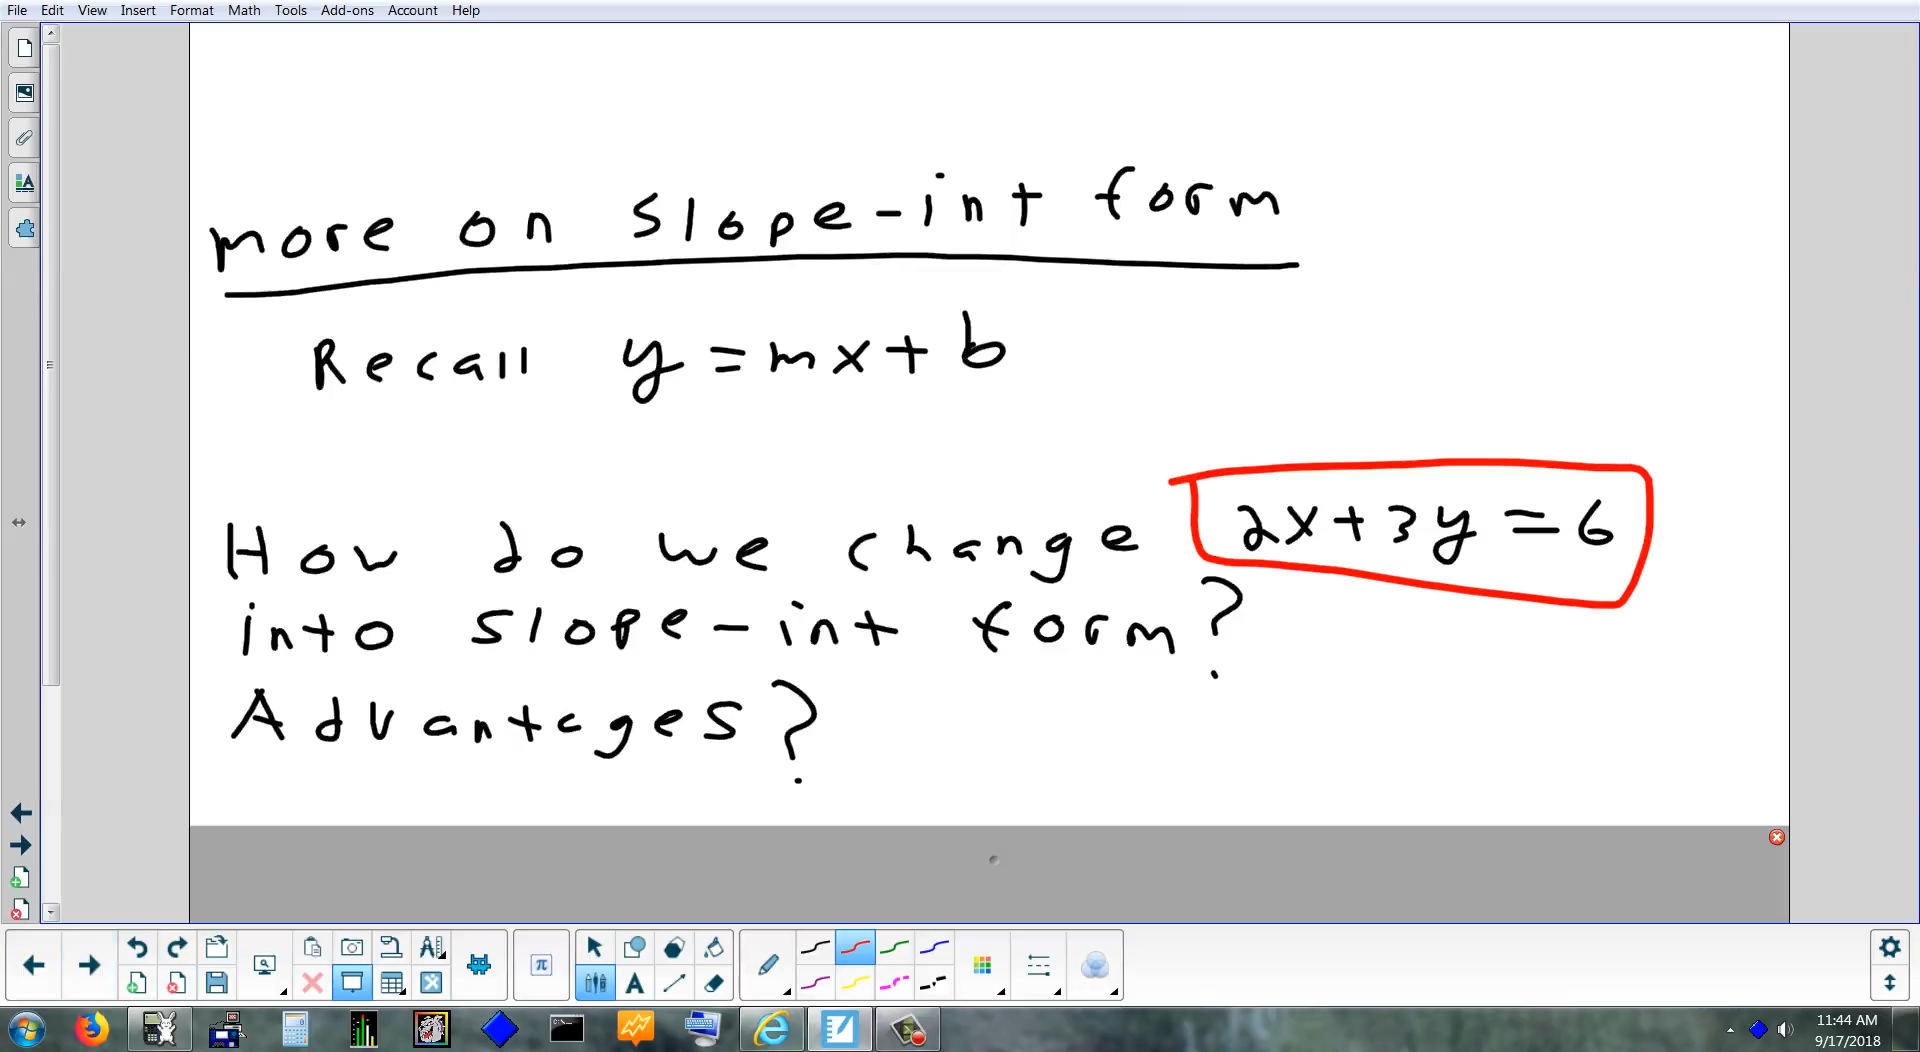 File Edit View Insert Format Math Tools Add-ons Account Help
more on slope-int form
Recall y=mx+b
How do we change 2x+3y=6
into slope-int form?
Advantages?
π
A
11:44 AM
9/17/2018